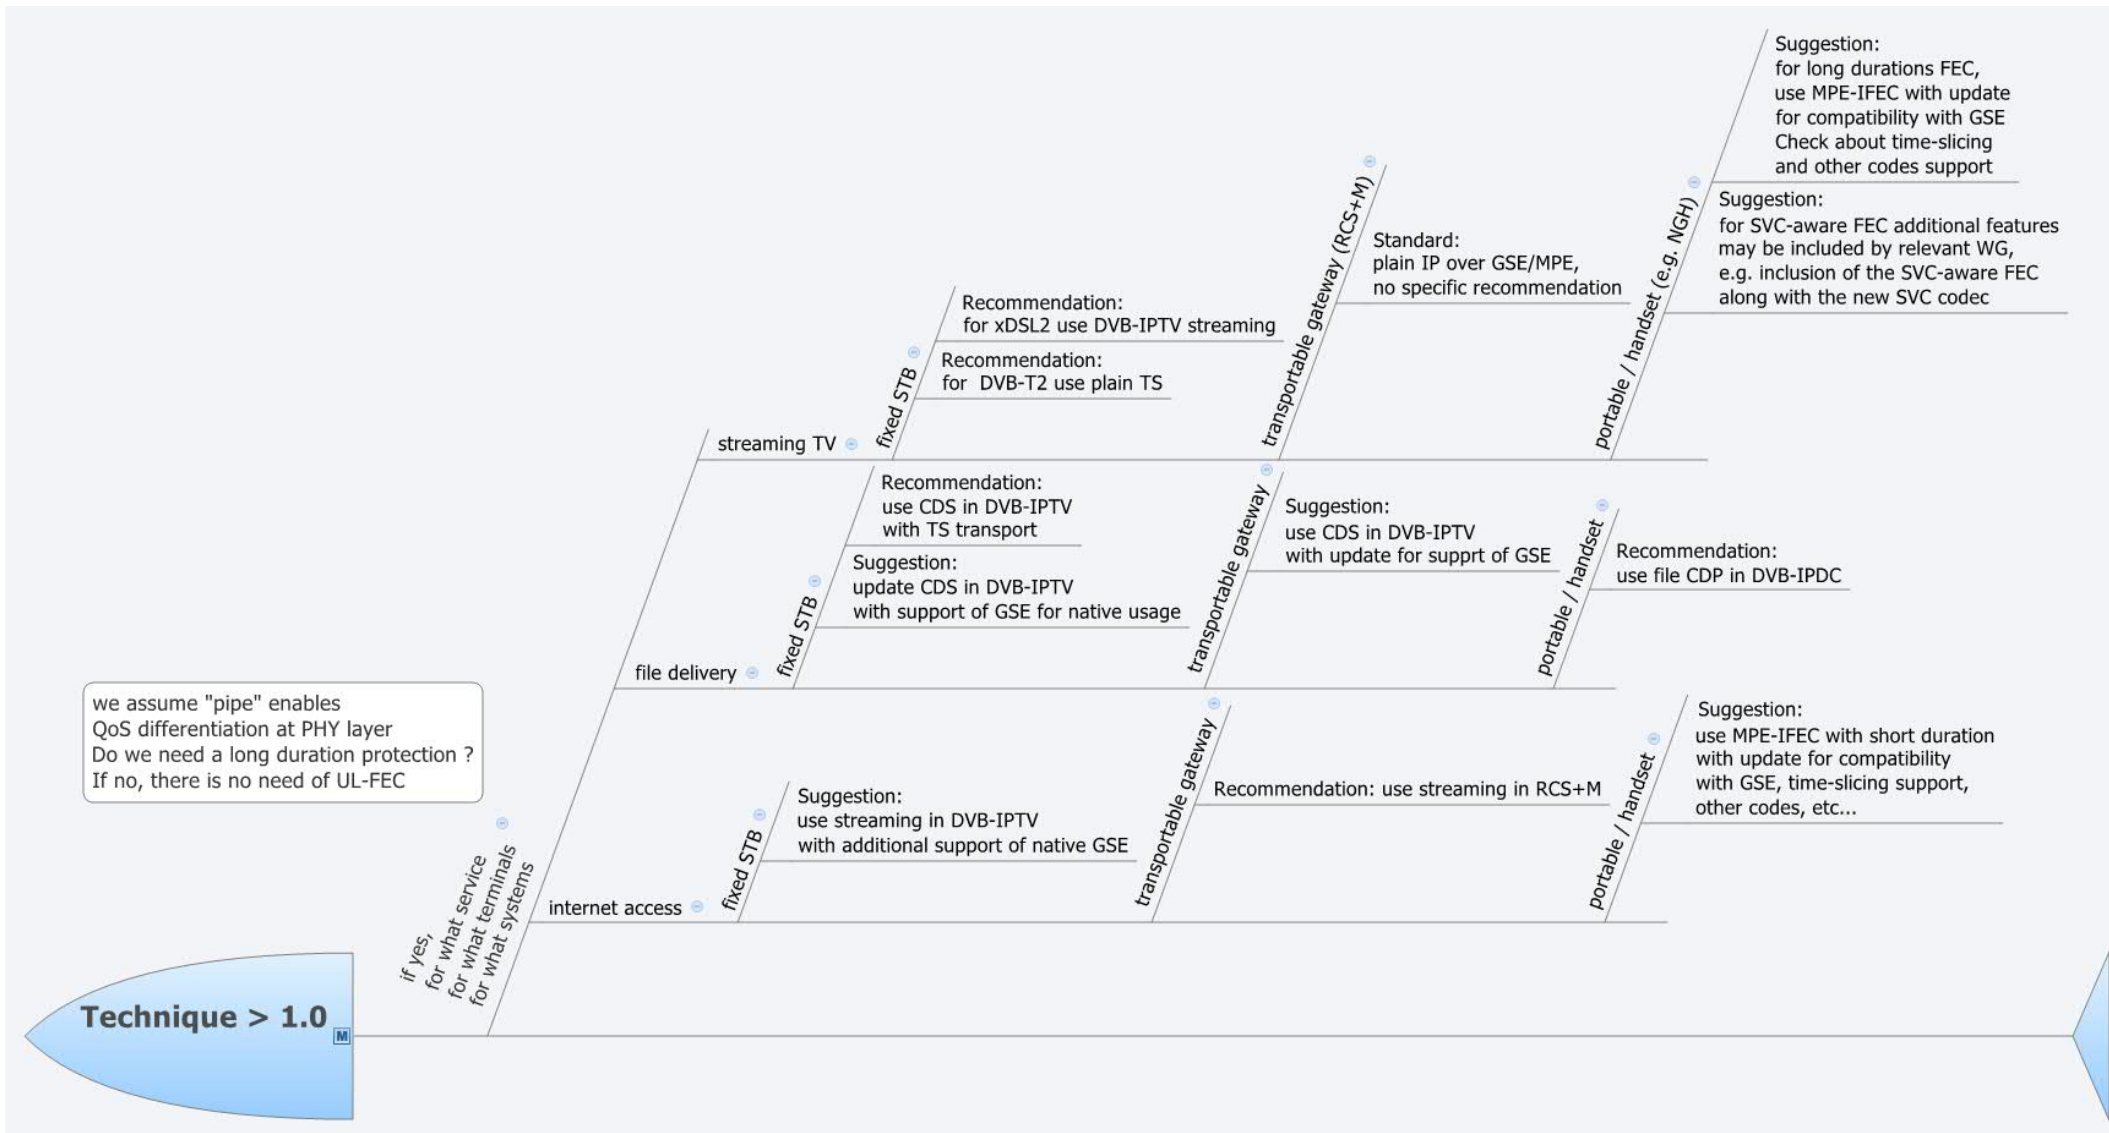 Suggestion:
for long durations FEC,
use MPE-IFEC with update
for compatibility with GSE
Check about time-slicing
and other codes support
portable / handset (e.g. NGH)
Suggestion:
for SVC-aware FEC additional features
may be included by relevant WG,
e.g. inclusion of the SVC-aware FEC
along with the new SVC codec
transportable gateway (RCS+M)
Standard:
plain IP over GSE/MPE,
no specific recommendation
Recommendation:
for xDSL2 use DVB-IPTV streaming
fixed STB
Recommendation:
for DVB-T2 use plain TS
streaming TV
Recommendation:
use CDS in DVB-IPTV
with TS transport
fixed STB
Suggestion:
update CDS in DVB-IPTV
with support of GSE for native usage
transportable gateway
Suggestion:
use CDS in DVB-IPTV
with update for supprt of GSE
portable / handset
Recommendation:
use file CDP in DVB-IPDC
file delivery
we assume "pipe" enables
QoS differentiation at PHY layer
Do we need a long duration protection ?
If no, there is no need of UL-FEC
fixed STB
Suggestion:
use streaming in DVB-IPTV
with additional support of native GSE
transportable gateway
Recommendation: use streaming in RCS+M
portable / handset
Suggestion:
use MPE-IFEC with short duration
with update for compatibility
with GSE, time-slicing support,
other codes, etc...
internet access
if yes,
for what service
for what terminals
for what systems
Technique > 1.0
M